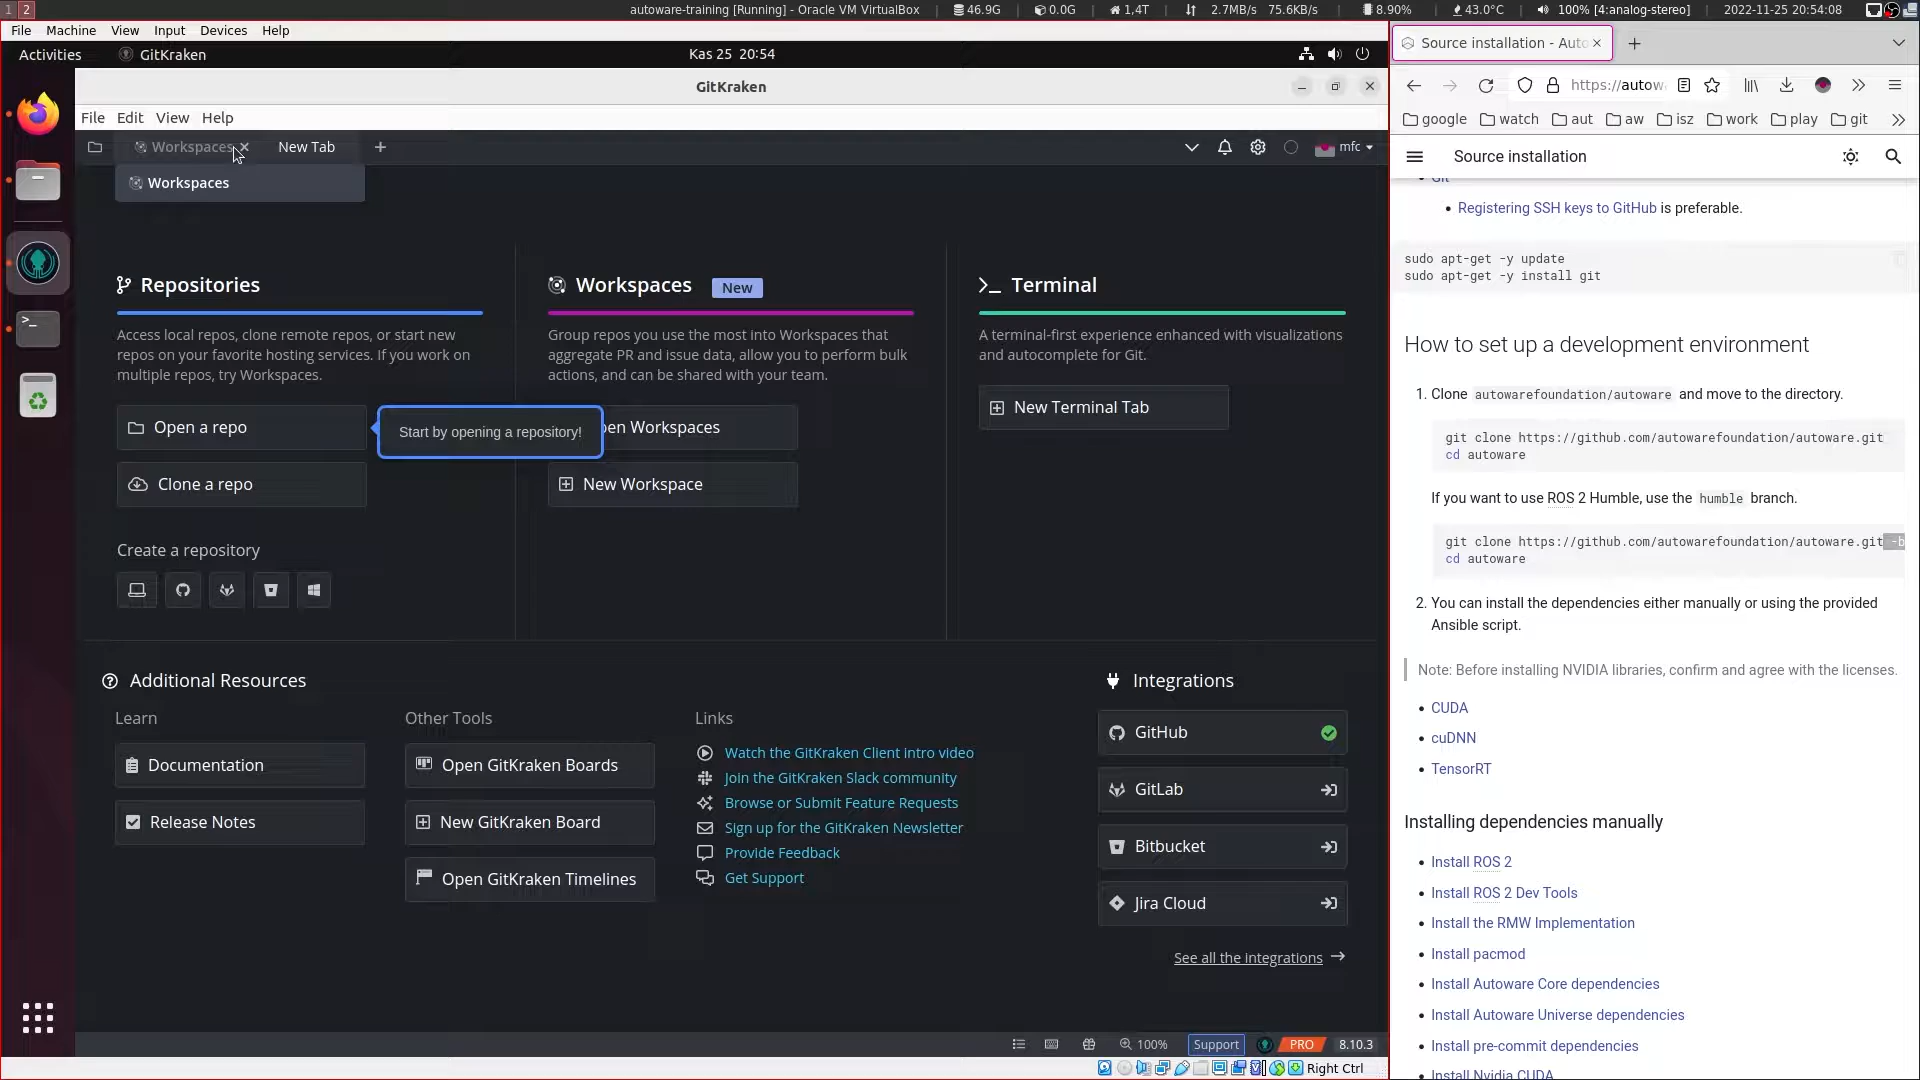 1 2
autoware-training [Running] - Oracle VM VirtualBox
46.9G
0.0G
1,4T
2.7MB/s 75.6KB/s
8.90%
43.0°C
100% [4:analog-stereo]
2022-11-25 20:54:08
File Machine View Input Devices Help
Activities
GitKraken
Kas 25 20:54
GitKraken
File Edit View Help
Workspaces
New Tab
mfc
Workspaces
Repositories
Access local repos, clone remote repos, or start new
repos on your favorite hosting services. If you work on
multiple repos, try Workspaces.
Open a repo
Start by opening a repository!
Clone a repo
Create a repository
Workspaces New
Group repos you use the most into Workspaces that
aggregate PR and issue data, allow you to perform bulk
actions, and can be shared with your team.
en Workspaces
New Workspace
Terminal
A terminal-first experience enhanced with visualizations
and autocomplete for Git.
New Terminal Tab
Additional Resources
Learn
Documentation
Release Notes
Other Tools
Open GitKraken Boards
New GitKraken Board
Open GitKraken Timelines
Links
Watch the GitKraken Client intro video
Join the GitKraken Slack community
Browse or Submit Feature Requests
Sign up for the GitKraken Newsletter
Provide Feedback
Get Support
Integrations
GitHub
GitLab
Bitbucket
Jira Cloud
See all the integrations
100%
Support
PRO
8.10.3
Right Ctrl
Source installation - Auto
https://autow
google watch aut aw isz work play git
Source installation
Git
Registering SSH keys to GitHub is preferable.
sudo apt-get -y update
sudo apt-get -y install git
How to set up a development environment
1. Clone autowarefoundation/autoware and move to the directory.
git clone https://github.com/autowarefoundation/autoware.git
cd autoware
If you want to use ROS 2 Humble, use the humble branch.
git clone https://github.com/autowarefoundation/autoware.git -b
cd autoware
2. You can install the dependencies either manually or using the provided
Ansible script.
Note: Before installing NVIDIA libraries, confirm and agree with the licenses.
CUDA
cuDNN
TensorRT
Installing dependencies manually
Install ROS 2
Install ROS 2 Dev Tools
Install the RMW Implementation
Install pacmod
Install Autoware Core dependencies
Install Autoware Universe dependencies
Install pre-commit dependencies
Install Nvidia CUDA